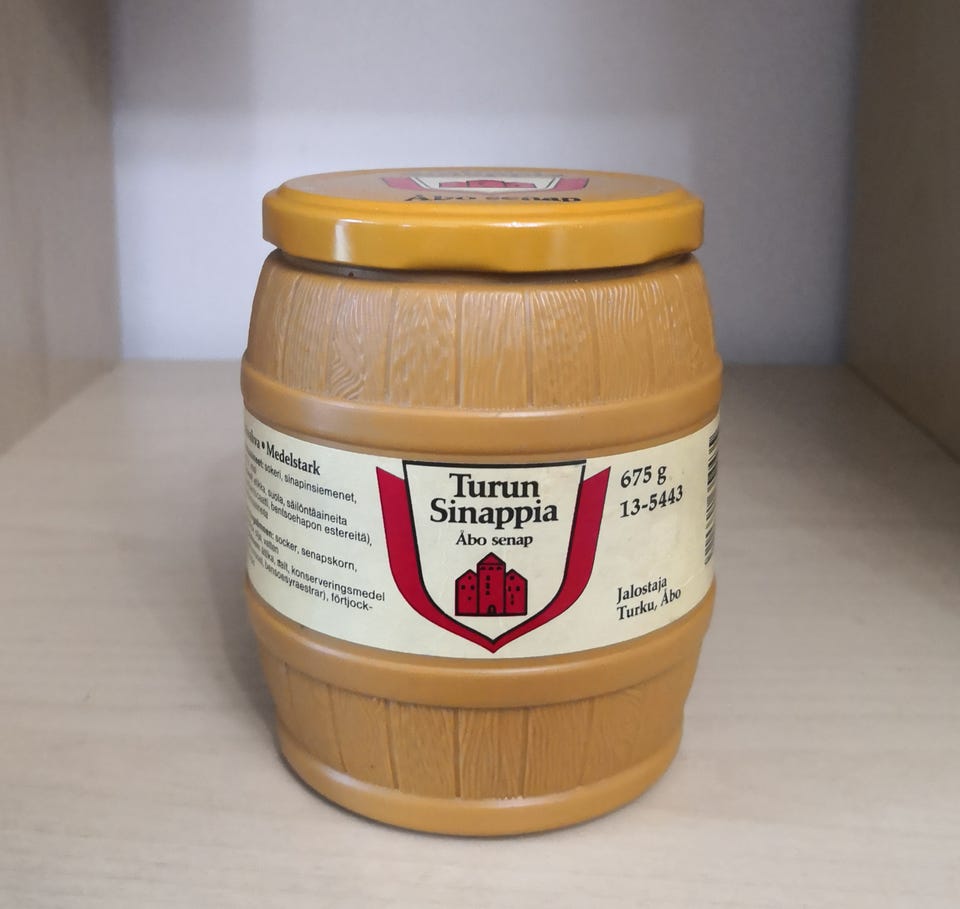 Åbo senap
Medelstark
sokeri, sinapinsiemenet,
suola, säilöntäaineita
bentsoehapon estereitä),
socker, senapskorn,
salt, konserveringsmedel
bensoesyraestrar), förtjock-
Turun
Sinappia
Åbo senap
675 g
13-5443
Jalostaja
Turku, Åbo